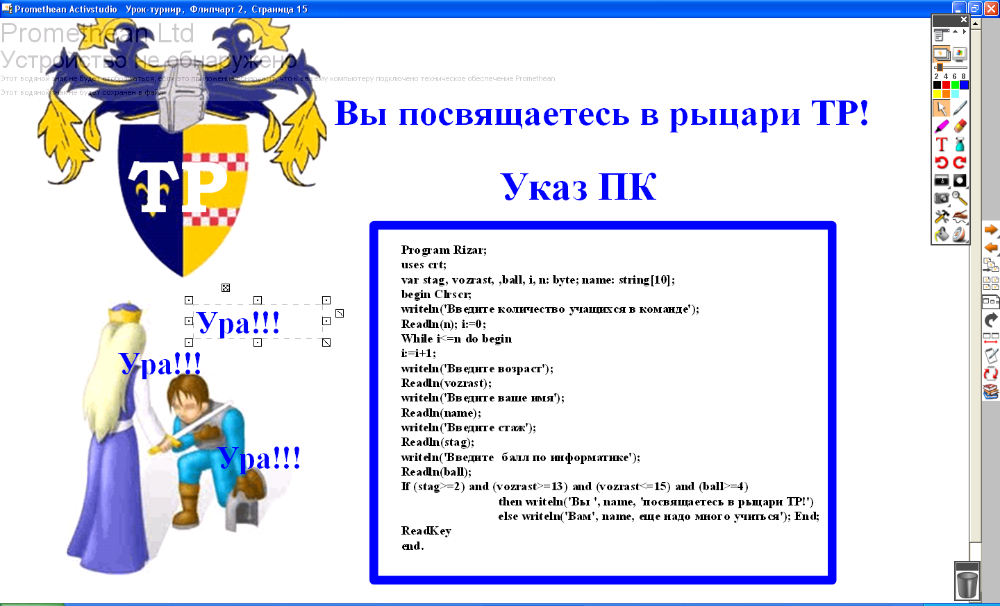 Promethean Activstudio Урок-турнир, Флипчарт 2, Страница 15
Promethean Ltd
Устройство не обнаружено
Этот водяной знак не будет отображаться, если это приложение обнаружит, что к вашему компьютеру подключено техническое обеспечение Promethean
Этот водяной знак не будет сохранен в файл
2 4 6 8
Вы посвящаетесь в рыцари ТР!
ТР
Указ ПК
Program Rizar;
uses crt;
var stag, vozrast, ,ball, i, n: byte; name: string[10];
begin Clrscr;
writeln('Введите количество учащихся в команде');
Readln(n); i:=0;
While i<=n do begin
i:=i+1;
writeln('Введите возраст');
Readln(vozrast);
writeln('Введите ваше имя');
Readln(name);
writeln('Введите стаж');
Readln(stag);
writeln('Введите  балл по информатике');
Readln(ball);
If (stag>=2) and (vozrast>=13) and (vozrast<=15) and (ball>=4)
then writeln('Вы ', name, 'посвящаетесь в рыцари ТР!')
else writeln('Вам', name, еще надо много учиться'); End;
ReadKey
end.
Ура!!!
Ура!!!
Ура!!!